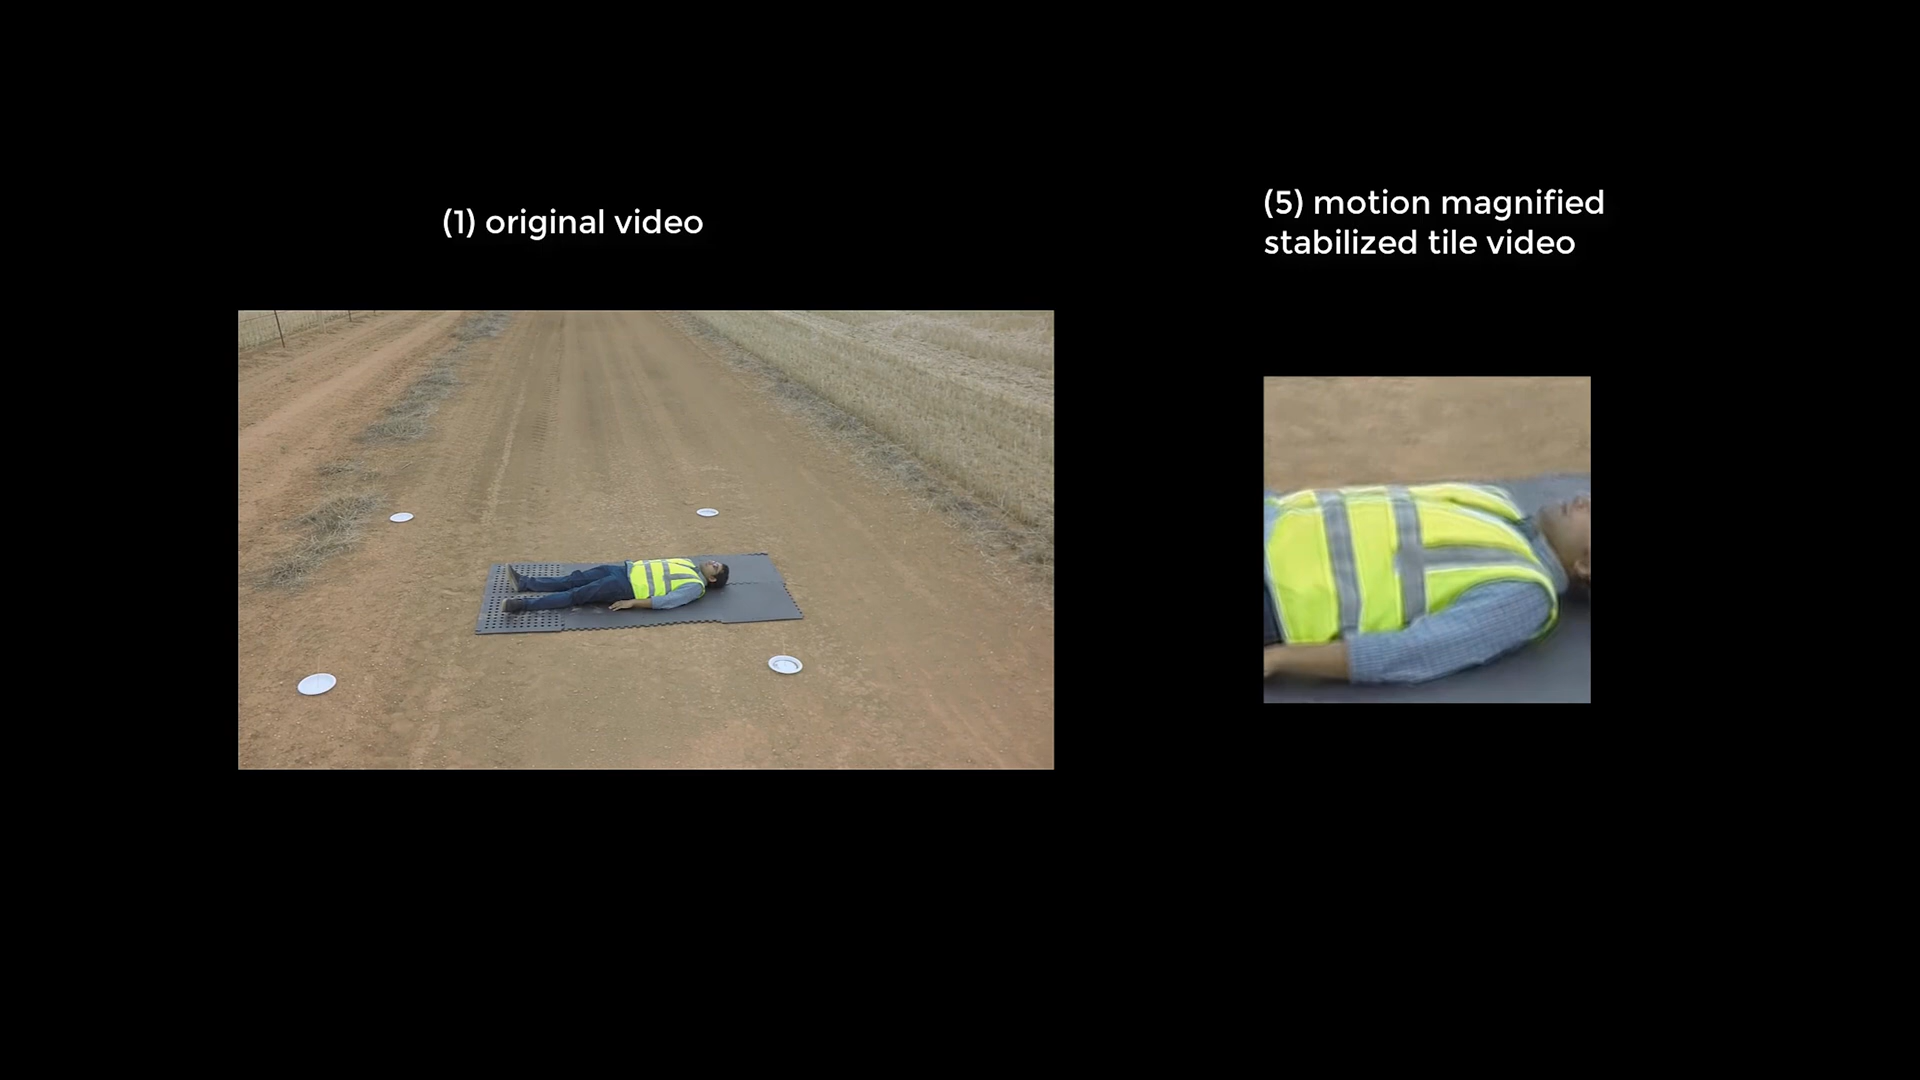 (1) original video
(5) motion magnified
stabilized tile video